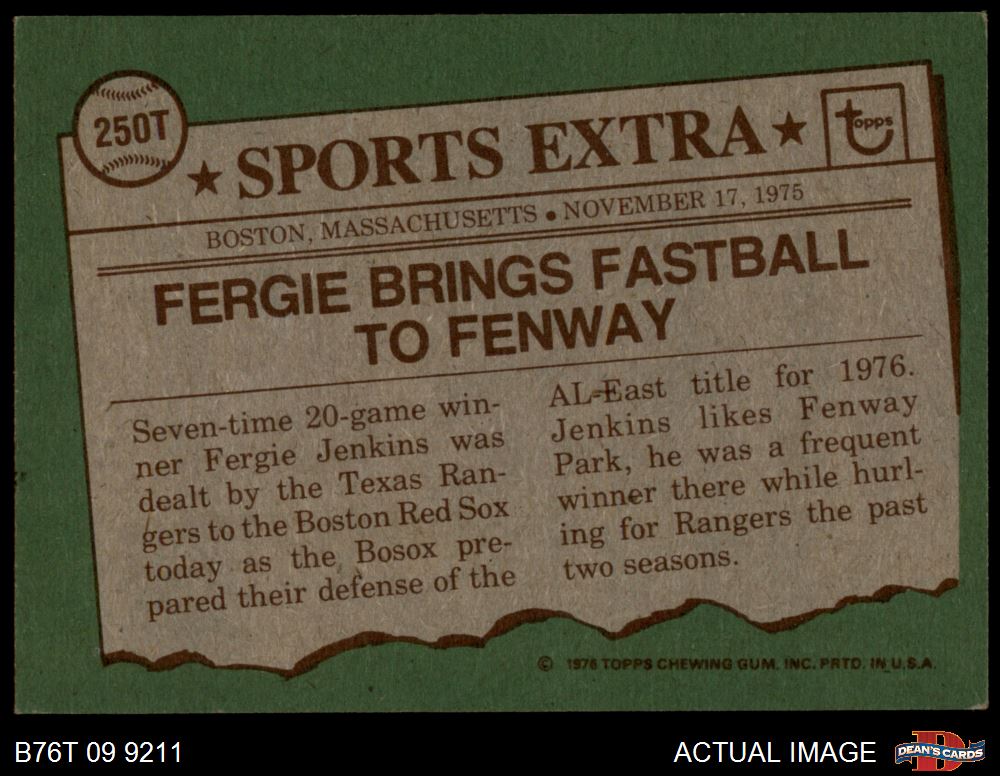 250T
★ SPORTS EXTRA ★
topps
BOSTON, MASSACHUSETTS • NOVEMBER 17, 1975
FERGIE BRINGS FASTBALL
TO FENWAY
Seven-time 20-game win-
ner Fergie Jenkins was
dealt by the Texas Ran-
gers to the Boston Red Sox
today as the Bosox pre-
pared their defense of the
AL-East title for 1976.
Jenkins likes Fenway
Park, he was a frequent
winner there while hurl-
ing for Rangers the past
two seasons.
© 1976 TOPPS CHEWING GUM, INC. PRTD. IN U.S.A.
B76T 09 9211
ACTUAL IMAGE
D
DEAN'S CARDS